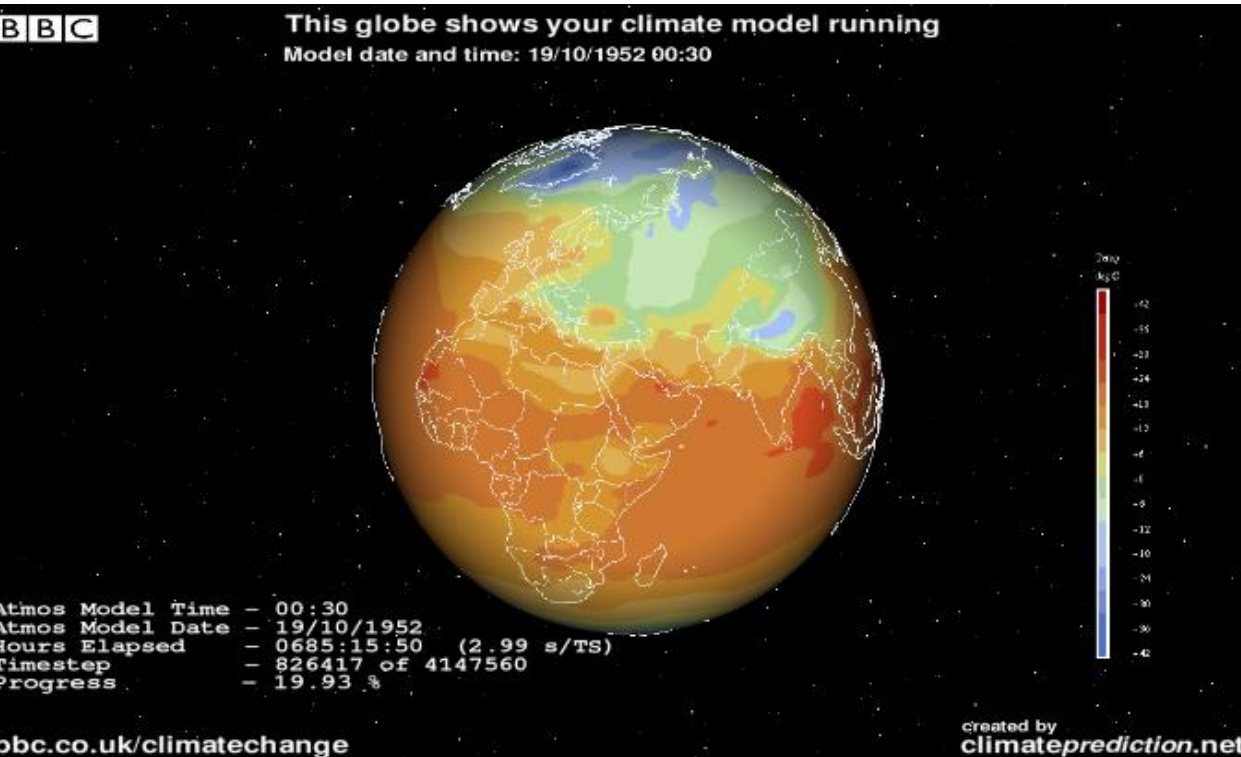 BBC
This globe shows your climate model running
Model date and time: 19/10/1952 00:30
Temp
-42
Atmos Model Time - 00:30
Atmos Model Date - 19/10/1952
Hours Elapsed - 0685:15:50 (2.99 s/TS)
Timestep - 826417 of 4147560
Progress - 19.93 %
bbc.co.uk/climatechange
created by
climateprediction.net